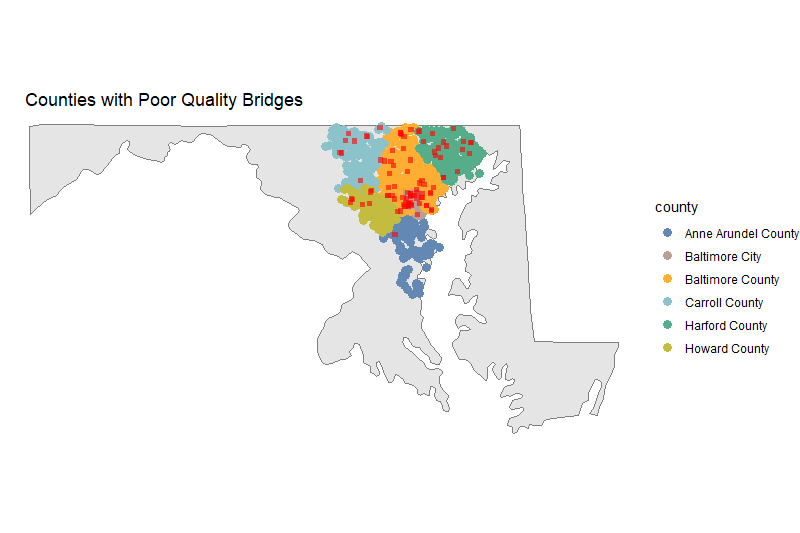 Counties with Poor Quality Bridges
county
Anne Arundel County
Baltimore City
Baltimore County
Carroll County
Harford County
Howard County